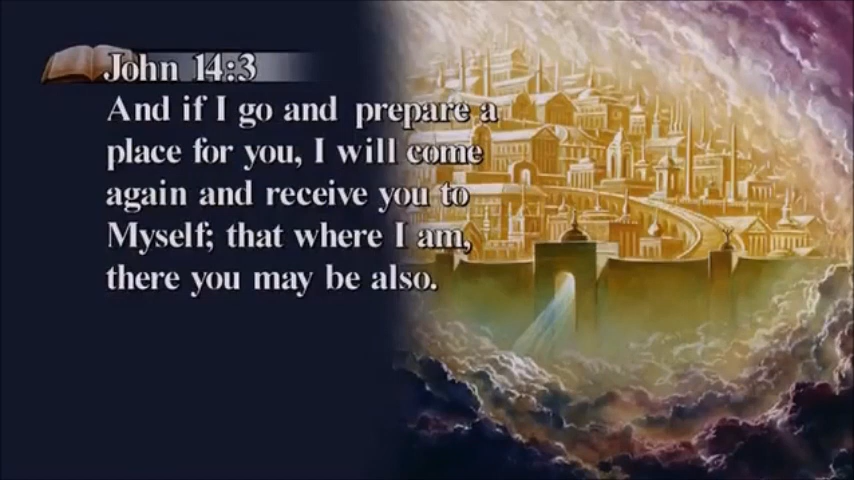 John 14:3
And if I go and prepare a
place for you, I will come
again and receive you to
Myself; that where I am,
there you may be also.